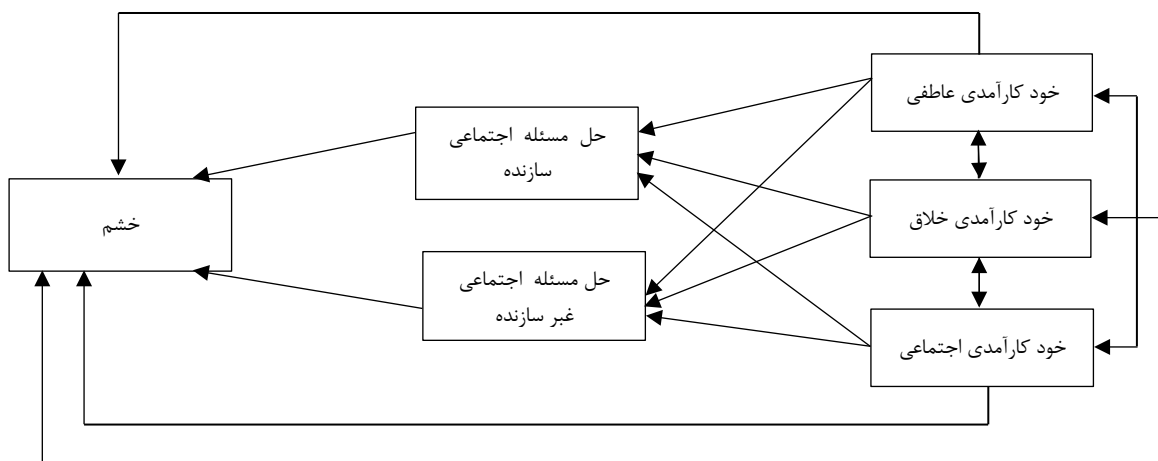 خود کارآمدی عاطفی
حل مسئله اجتماعی
سازنده
خود کارآمدی خلاق
خشم
حل مسئله اجتماعی
غبر سازنده
خود کارآمدی اجتماعی